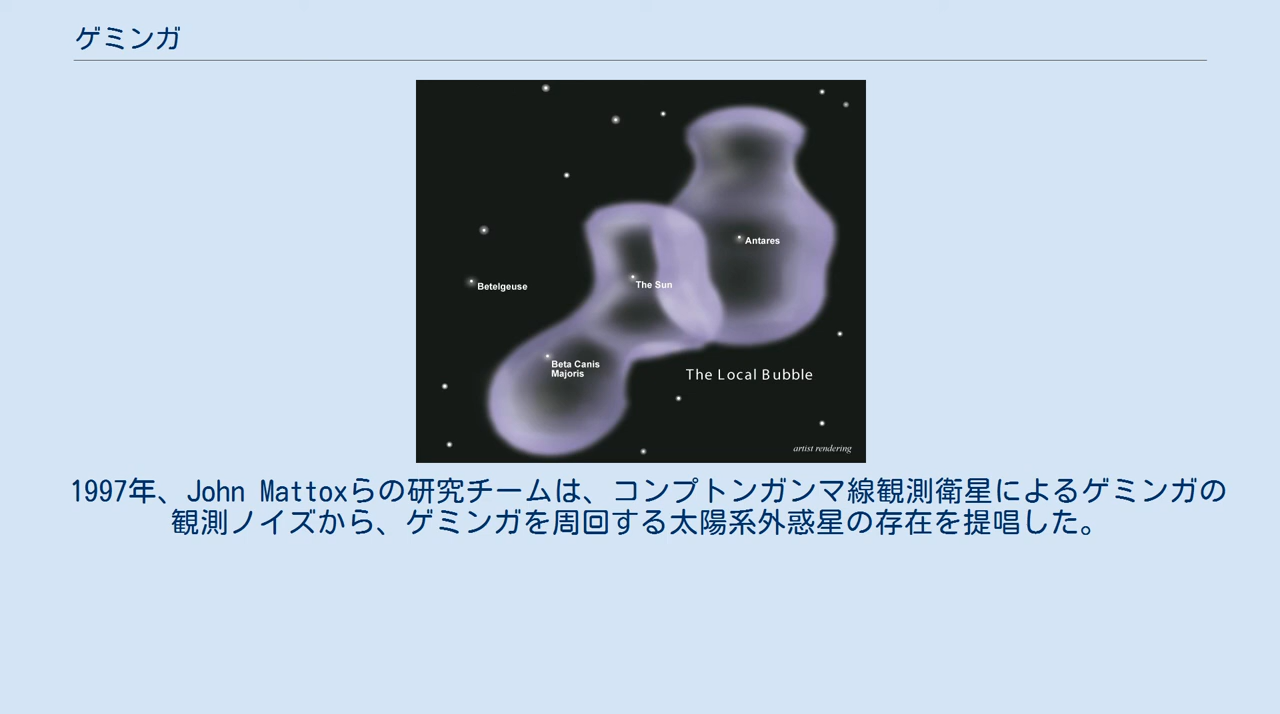 ゲミンガ
Antares
Betelgeuse
The Sun
Beta Canis
Majoris
The Local Bubble
artist rendering
1997年、John Mattoxらの研究チームは、コンプトンガンマ線観測衛星によるゲミンガの
観測ノイズから、ゲミンガを周回する太陽系外惑星の存在を提唱した。